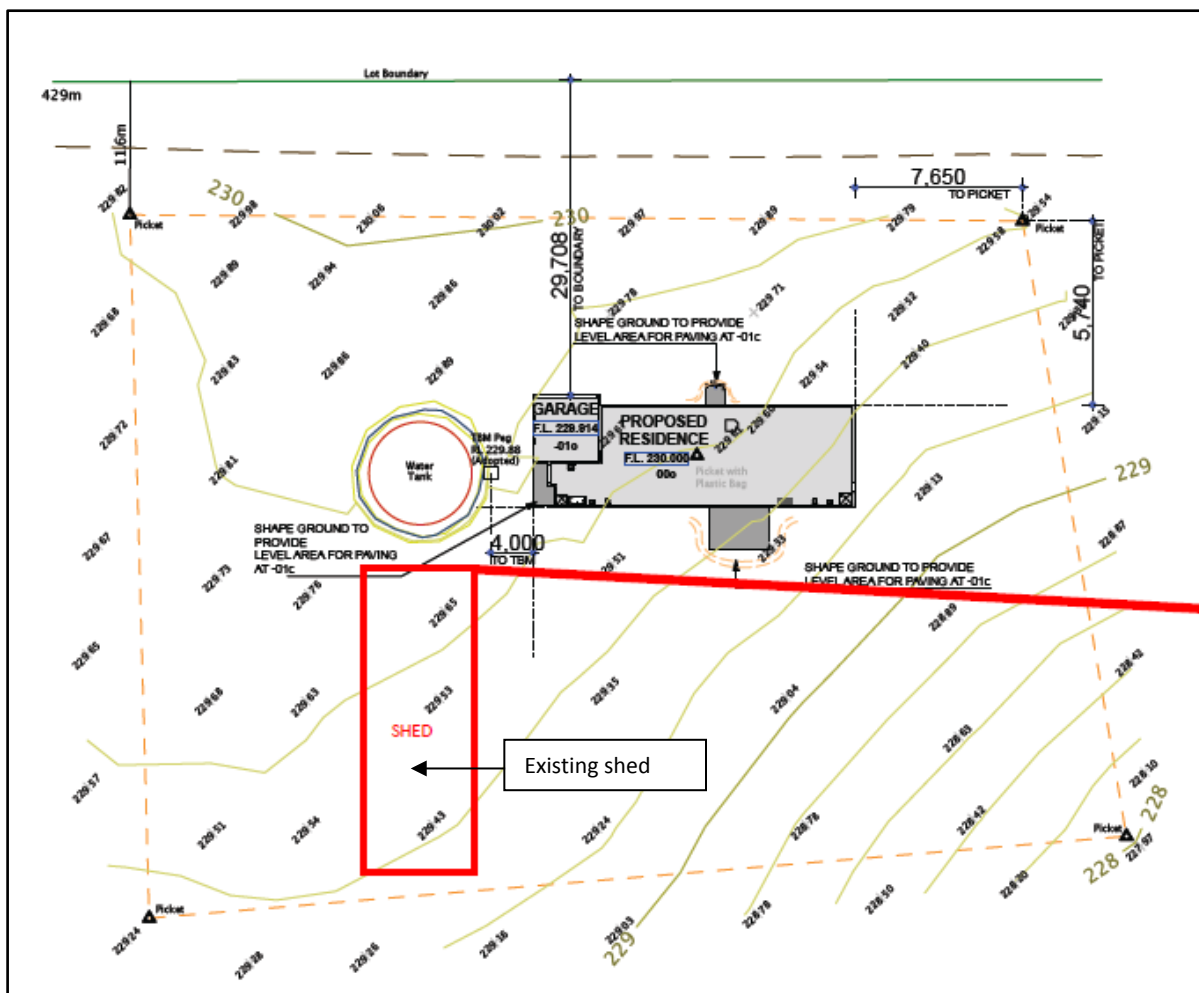 Lot Boundary
429m
11.6m
7,650
TO PICKET
230
229.82
Picket
229.98
230.06
230.02
230
229.97
229.89
229.79
229.54
229.58
Picket
29,708
TO BOUNDARY
5,740
TO PICKET
229.89
229.94
229.86
229.78
229.71
229.52
229.68
SHAPE GROUND TO PROVIDE
LEVEL AREA FOR PAVING AT -01c
229.83
229.86
229.89
229.54
229.40
GARAGE
F.L. 229.914
-01c
PROPOSED
RESIDENCE
F.L. 230.000
00c
229.60
229.13
229.72
229.81
TBM Peg
RL 229.88
(Adopted)
Water
Tank
Picket with
Plastic Bag
229.13
229
SHAPE GROUND TO
PROVIDE
LEVEL AREA FOR PAVING
AT -01c
4,000
TO TBM
229.67
229.73
229.76
229.51
229.33
228.87
SHAPE GROUND TO PROVIDE
LEVEL AREA FOR PAVING AT -01c
229.65
228.89
229.65
229.68
229.63
229.53
229.35
229.04
228.42
SHED
Existing shed
228.63
229.57
228.10
229.51
229.54
229.43
229.24
228.78
228.42
228
Picket
227.97
228
Picket
229.24
229.28
229.26
229.16
229.03
229
228.78
228.50
228.20